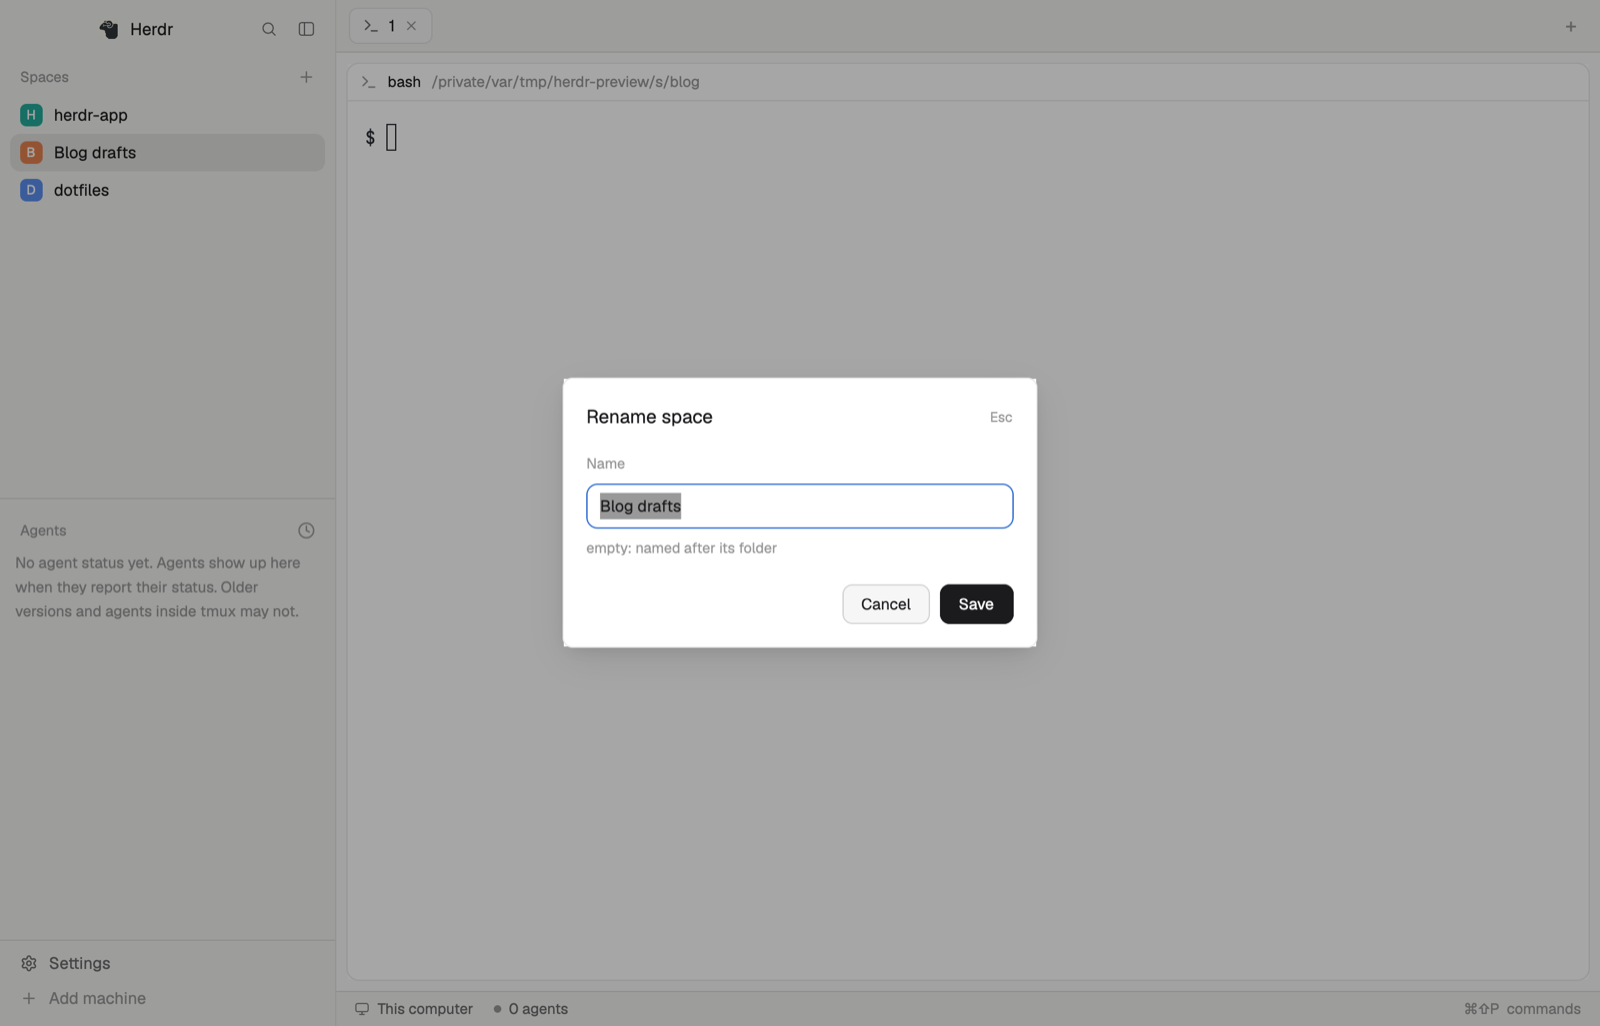 Herdr
Spaces
H herdr-app
B Blog drafts
D dotfiles
Agents
No agent status yet. Agents show up here
when they report their status. Older
versions and agents inside tmux may not.
Settings
+ Add machine
>_ 1 ×
+
>_ bash /private/var/tmp/herdr-preview/s/blog
$
Rename space
Esc
Name
Blog drafts
empty: named after its folder
Cancel
Save
This computer
0 agents
⌘⇧P commands